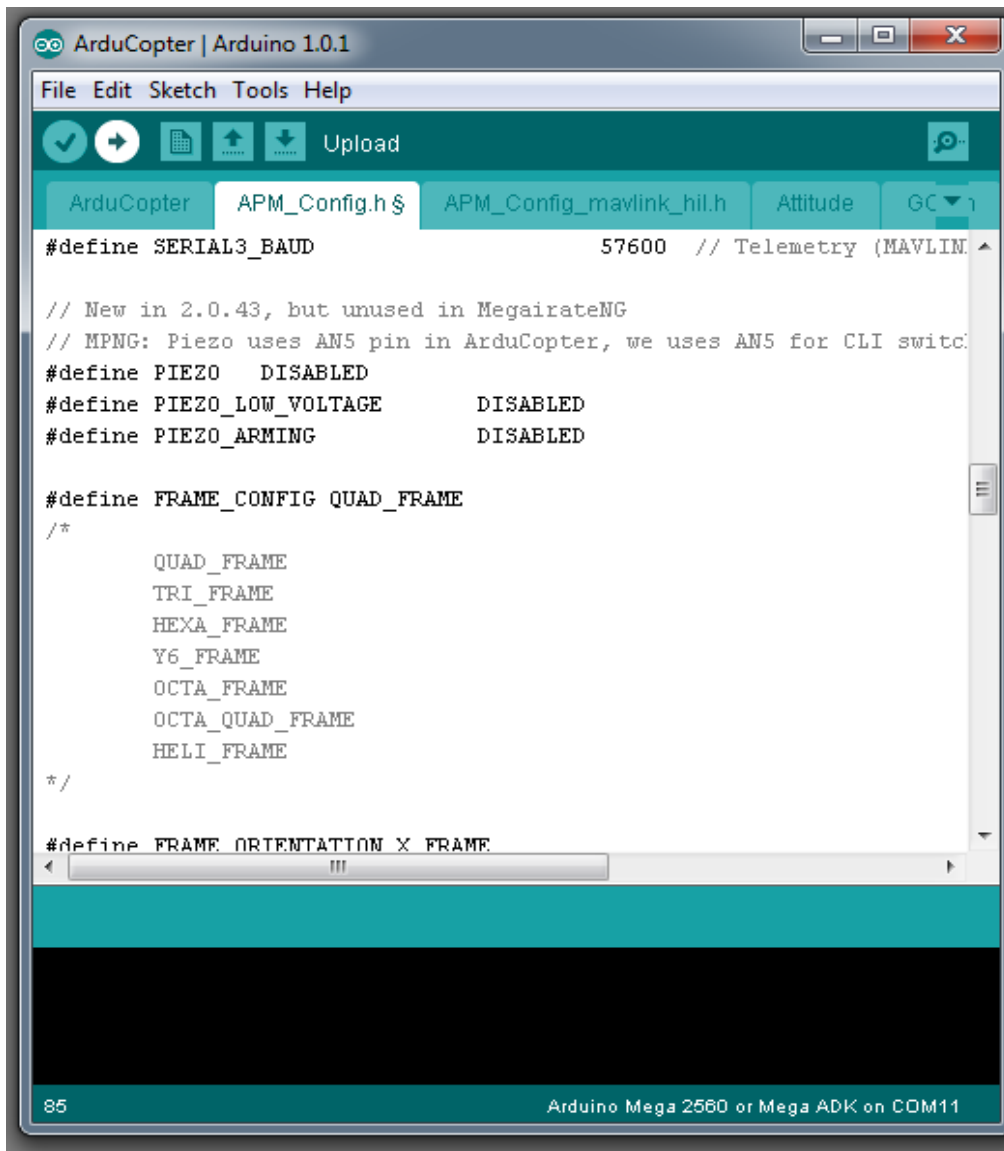 ArduCopter | Arduino 1.0.1
File Edit Sketch Tools Help
Upload
ArduCopter APM_Config.h § APM_Config_mavlink_hil.h Attitude
#define SERIAL3_BAUD 57600 // Telemetry (MAVLIN
// New in 2.0.43, but unused in MegairateNG
// MPNG: Piezo uses AN5 pin in ArduCopter, we uses AN5 for CLI switc
#define PIEZO DISABLED
#define PIEZO_LOW_VOLTAGE DISABLED
#define PIEZO_ARMING DISABLED
#define FRAME_CONFIG QUAD_FRAME
/*
QUAD_FRAME
TRI_FRAME
HEXA_FRAME
Y6_FRAME
OCTA_FRAME
OCTA_QUAD_FRAME
HELI_FRAME
*/
#define FRAME_ORIENTATION X_FRAME
85 Arduino Mega 2560 or Mega ADK on COM11